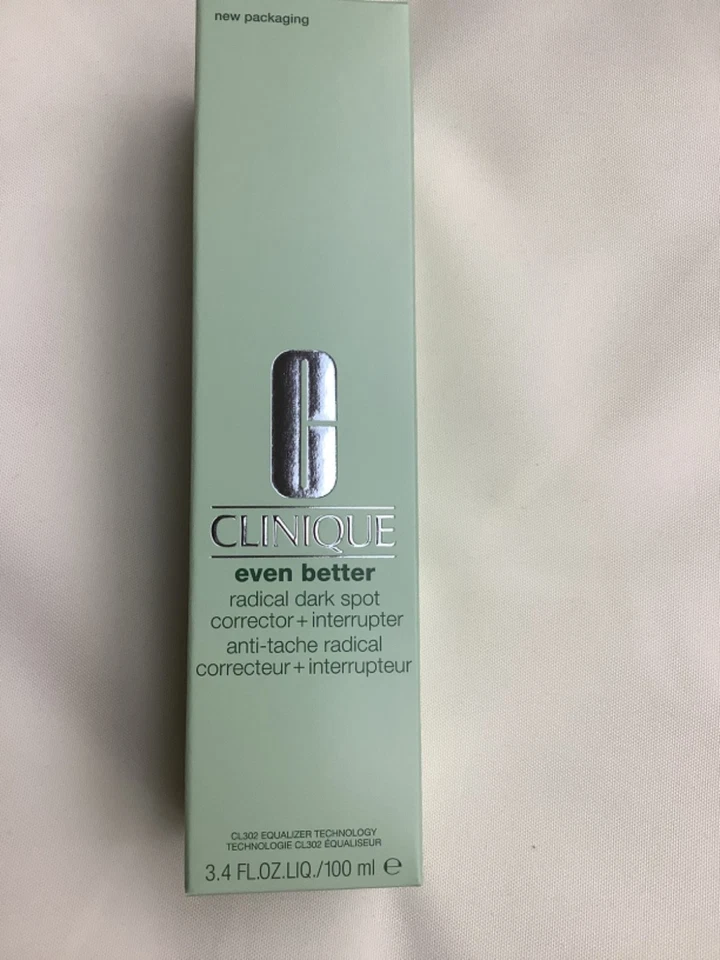 new packaging
C
CLINIQUE
even better
radical dark spot
corrector + interrupter
anti-tache radical
correcteur + interrupteur
CL302 EQUALIZER TECHNOLOGY
TECHNOLOGIE CL302 ÉQUALISEUR
3.4 FL.OZ.LIQ./100 ml ℮